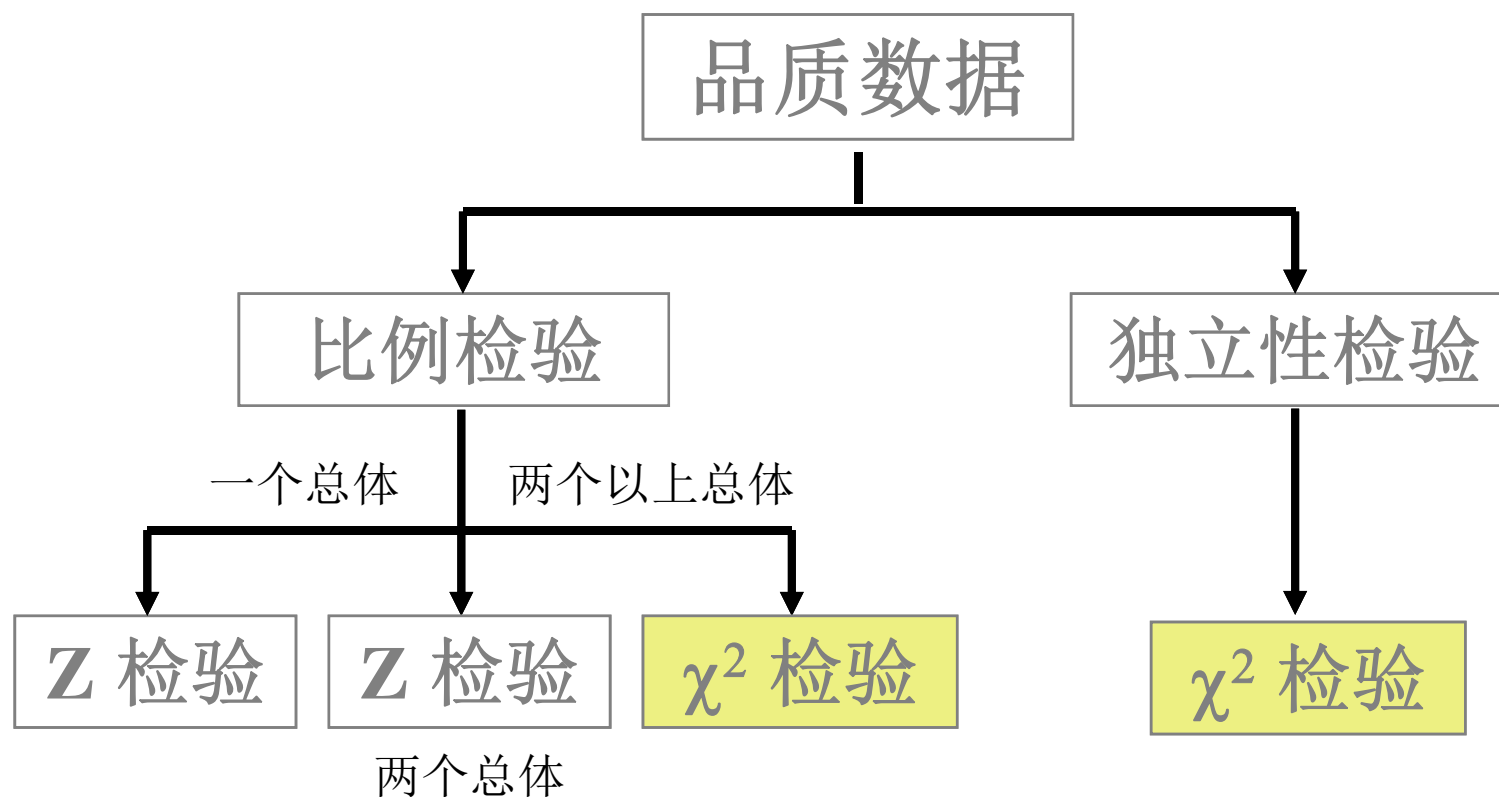 品质数据
比例检验
独立性检验
一个总体
两个以上总体
Z 检验
Z 检验
χ² 检验
χ² 检验
两个总体